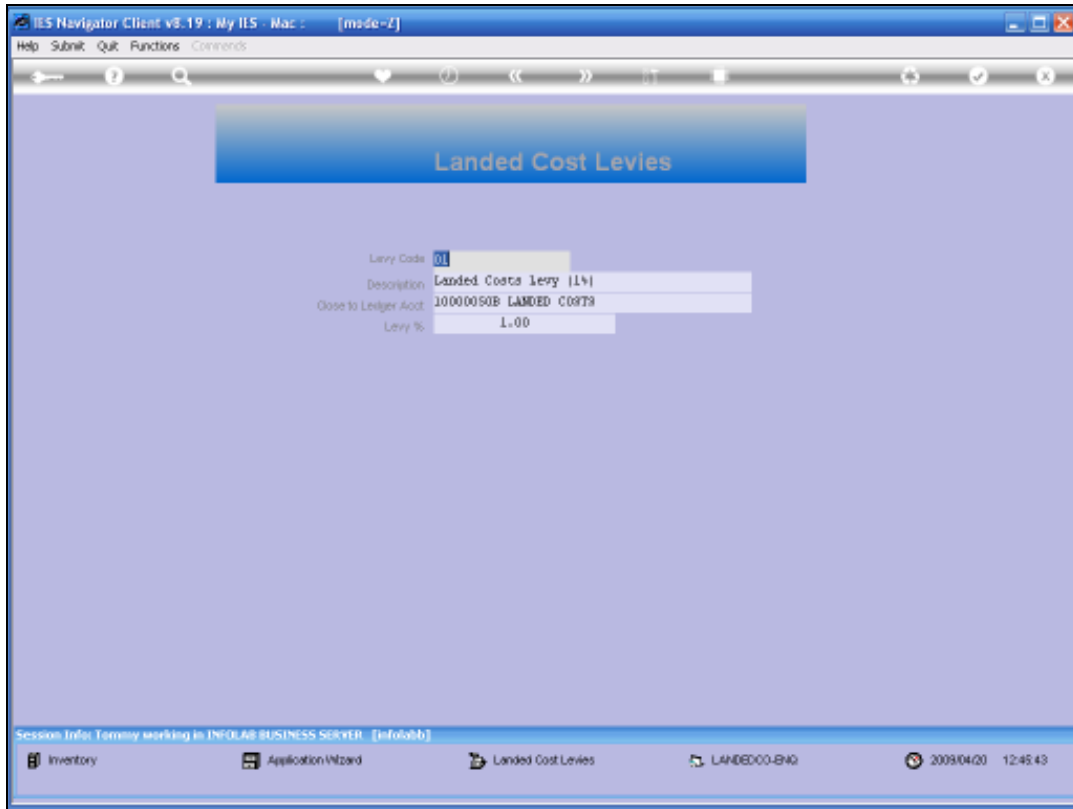 IES Navigator Client v8.19 : My IES - Mac : [mode=Z]
Help Submit Quit Functions Commends
Landed Cost Levies
Levy Code 01
Description Landed Costs levy (1%)
Close to Ledger Acct 10000050B LANDED COSTS
Levy % 1.00
Session Info: Tommy working in INFOLAB BUSINESS SERVER [infolabb]
Inventory Application Wizard Landed Cost Levies LANDEDCO-ENQ 2009/04/20 12:45:43